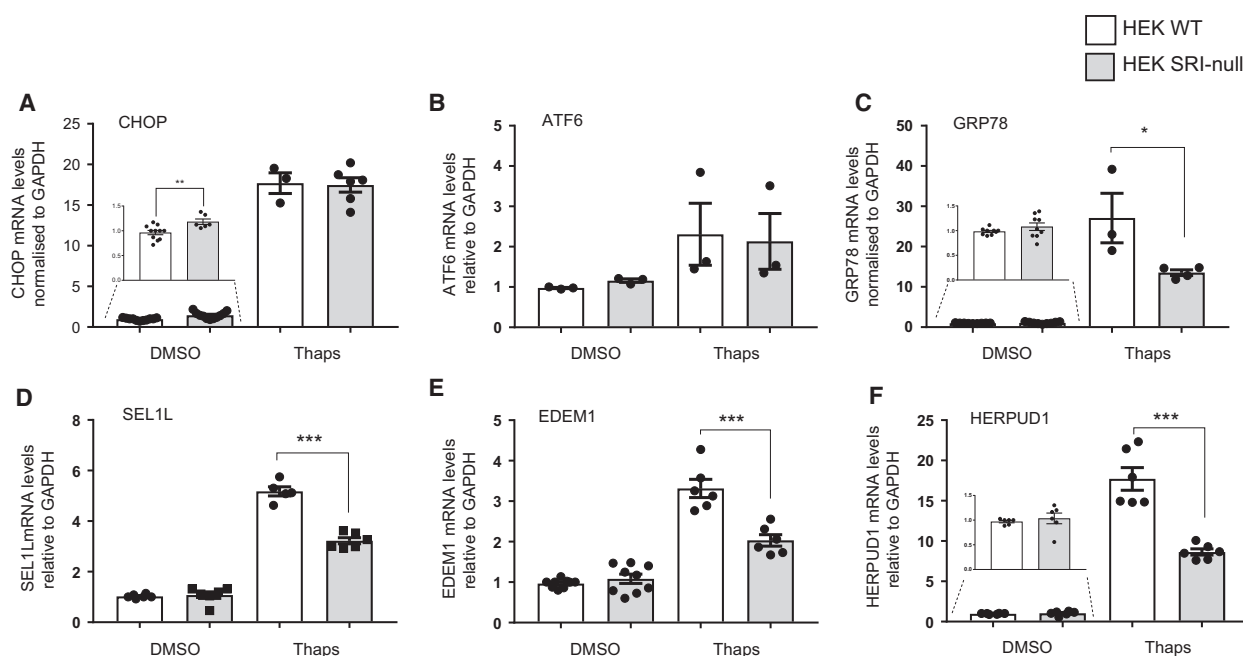 HEK WT
HEK SRI-null
A
CHOP
CHOP mRNA levels
normalised to GAPDH
25
20
15
10
5
0
**
1.5
1.0
0.5
0.0
DMSO
Thaps
B
ATF6
ATF6 mRNA levels
relative to GAPDH
5
4
3
2
1
0
DMSO
Thaps
C
GRP78
GRP78 mRNA levels
normalised to GAPDH
50
40
30
20
10
0
*
1.5
1.0
0.5
0.0
DMSO
Thaps
D
SEL1L
SEL1LmRNA levels
relative to GAPDH
8
6
4
2
0
***
DMSO
Thaps
E
EDEM1
EDEM1 mRNA levels
relative to GAPDH
5
4
3
2
1
0
***
DMSO
Thaps
F
HERPUD1
HERPUD1 mRNA levels
relative to GAPDH
25
20
15
10
5
0
***
1.5
1.0
0.5
0.0
DMSO
Thaps